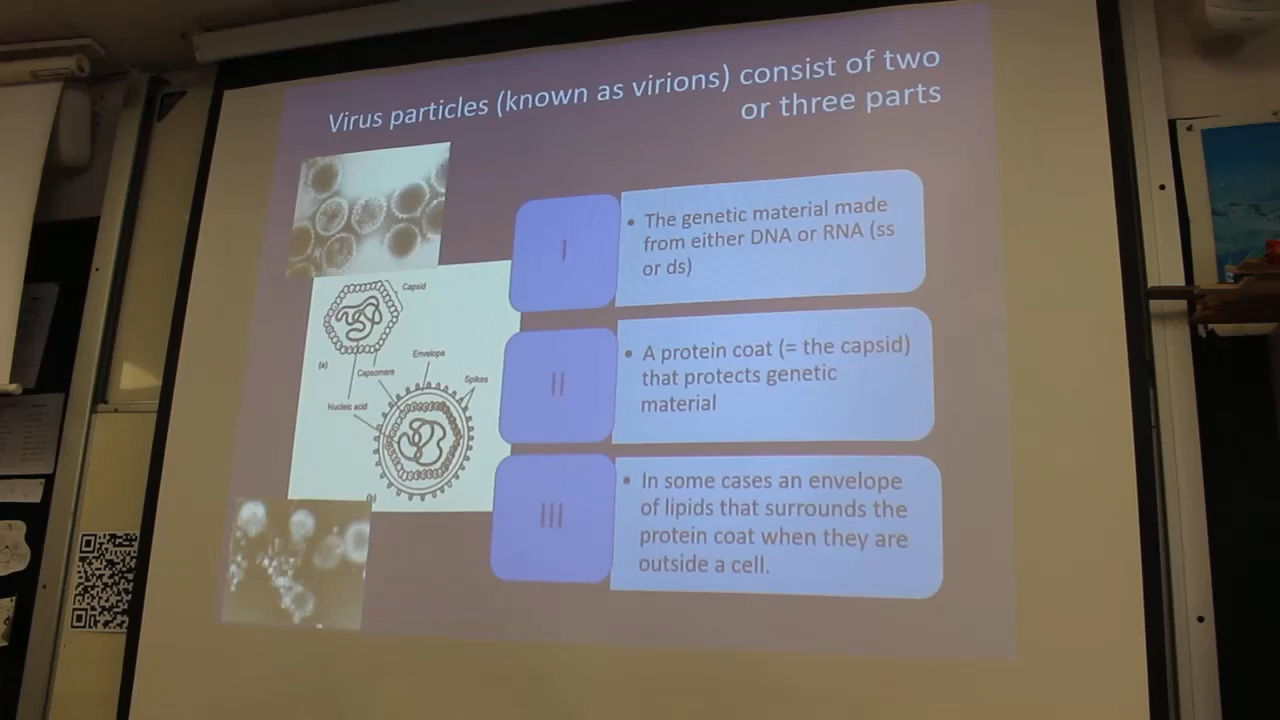 Virus particles (known as virions) consist of two
or three parts
Capsid
(a)
Capsomere
Envelope
Spikes
Nucleic acid
(b)
I
• The genetic material made
from either DNA or RNA (ss
or ds)
II
• A protein coat (= the capsid)
that protects genetic
material
III
• In some cases an envelope
of lipids that surrounds the
protein coat when they are
outside a cell.